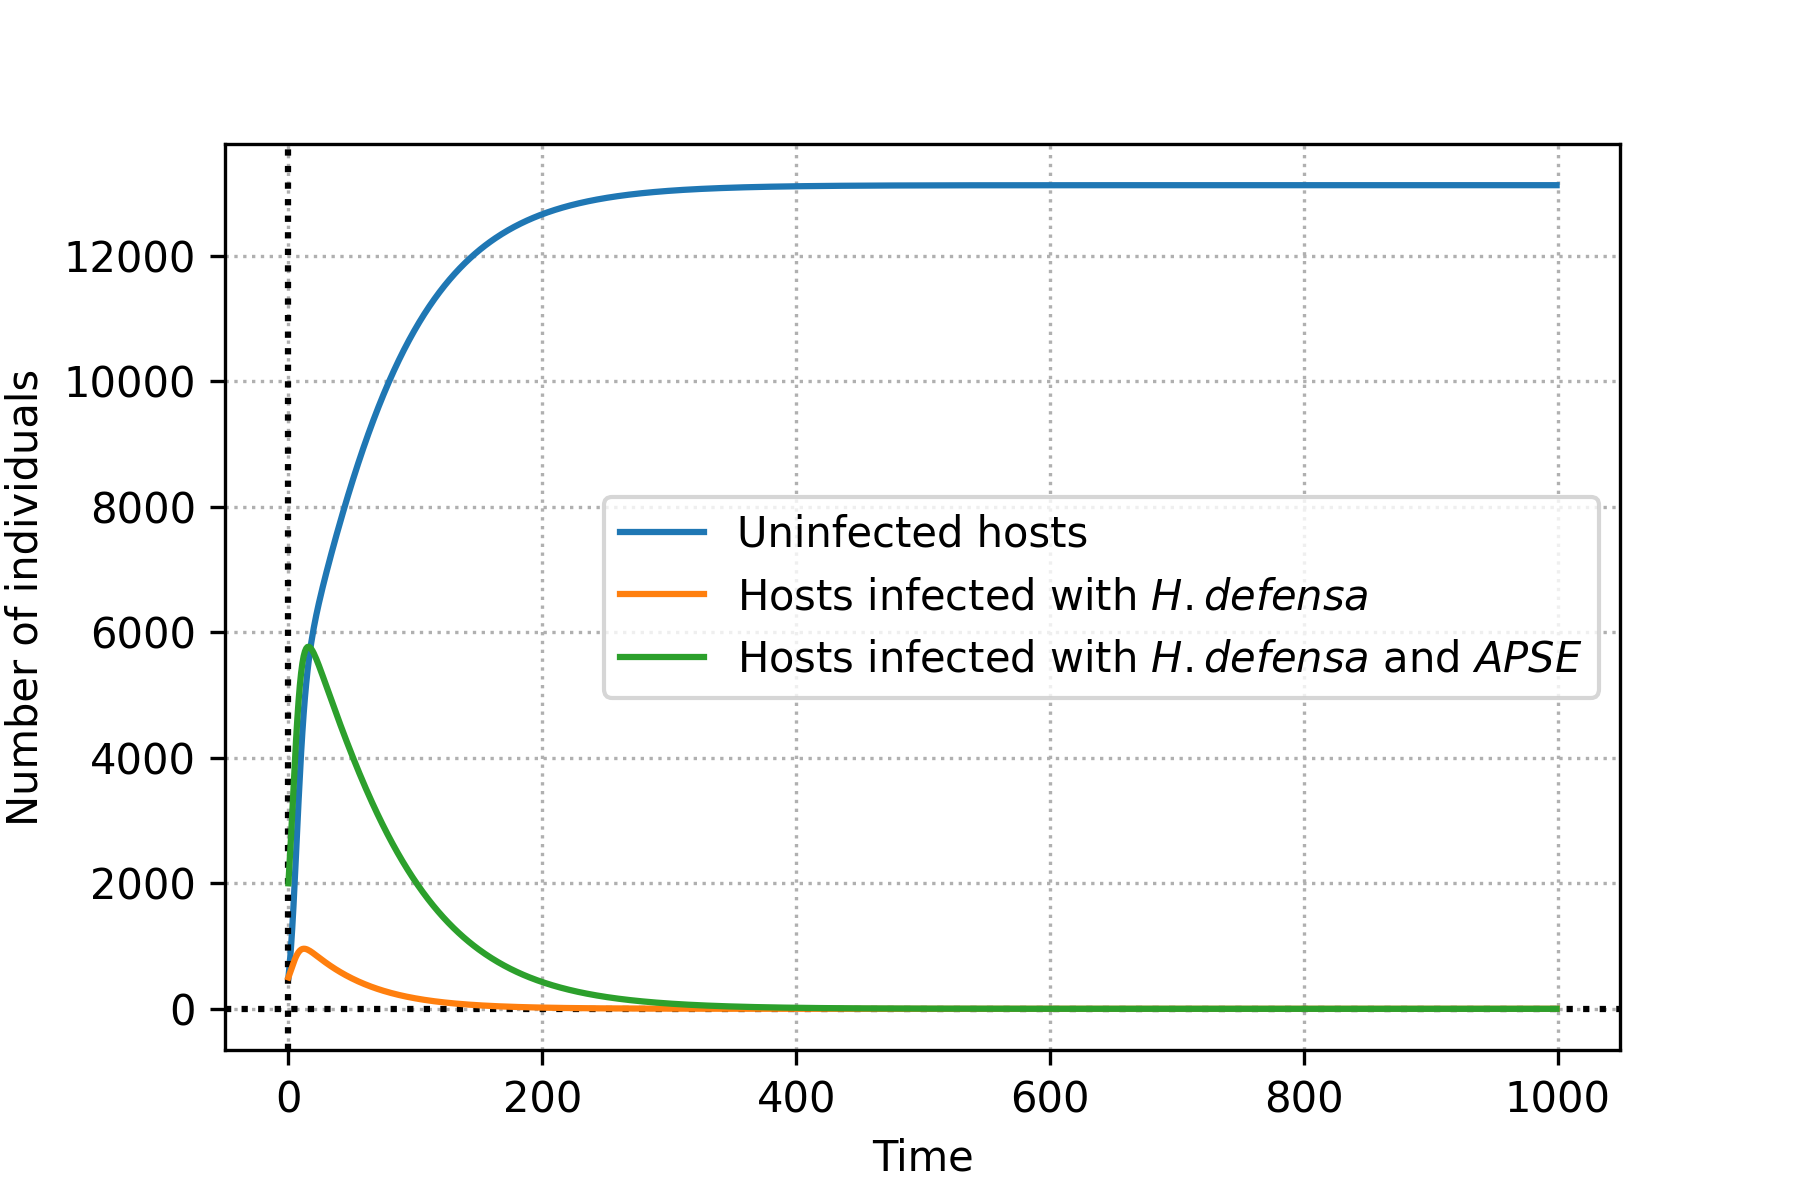 12000
10000
8000
6000
4000
2000
0
Number of individuals
Uninfected hosts
Hosts infected with H. defensa
Hosts infected with H. defensa and APSE
0 200 400 600 800 1000
Time